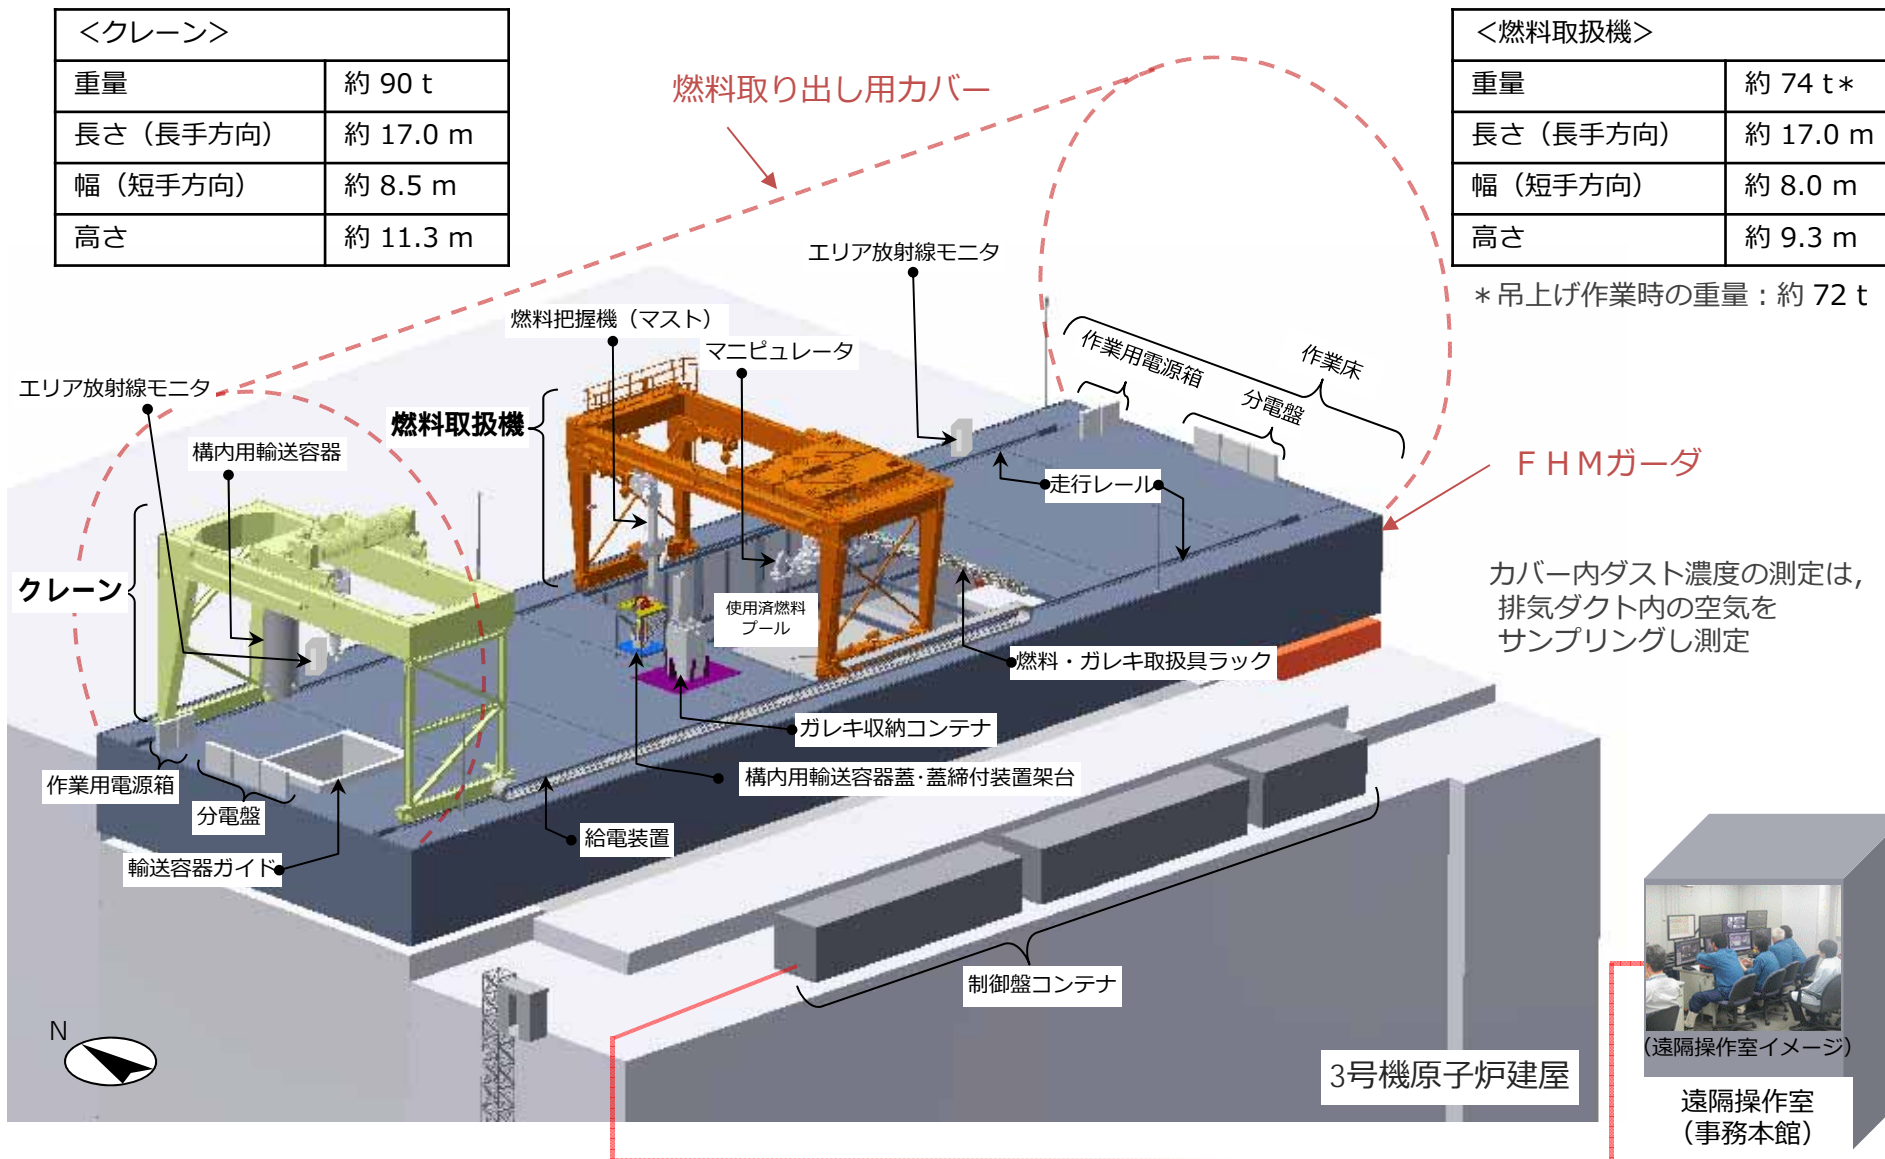 <クレーン>
重量 約 90 t
長さ（長手方向） 約 17.0 m
幅（短手方向） 約 8.5 m
高さ 約 11.3 m
<燃料取扱機>
重量 約 74 t＊
長さ（長手方向） 約 17.0 m
幅（短手方向） 約 8.0 m
高さ 約 9.3 m
＊吊上げ作業時の重量：約 72 t
燃料取り出し用カバー
エリア放射線モニタ
燃料把握機（マスト）
マニピュレータ
作業用電源箱
作業床
分電盤
エリア放射線モニタ
燃料取扱機
構内用輸送容器
ＦＨＭガーダ
走行レール
クレーン
カバー内ダスト濃度の測定は，
排気ダクト内の空気を
サンプリングし測定
使用済燃料
プール
燃料・ガレキ取扱具ラック
ガレキ収納コンテナ
作業用電源箱
構内用輸送容器蓋･蓋締付装置架台
分電盤
給電装置
輸送容器ガイド
制御盤コンテナ
N
3号機原子炉建屋
（遠隔操作室イメージ）
遠隔操作室
（事務本館）